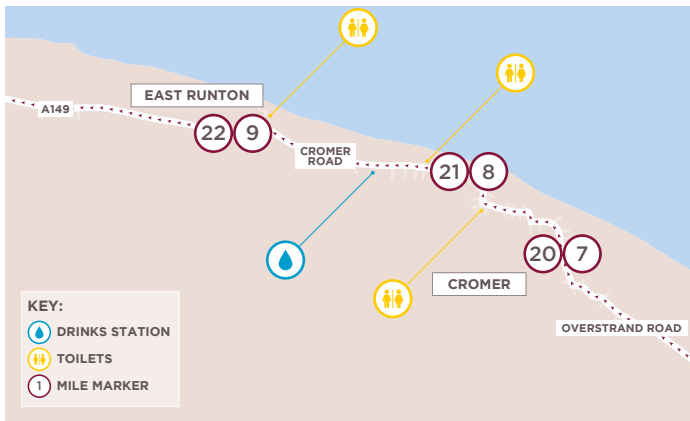 EAST RUNTON
A149
22 9
CROMER
ROAD
21 8
20 7
CROMER
OVERSTRAND ROAD
KEY:
DRINKS STATION
TOILETS
1 MILE MARKER